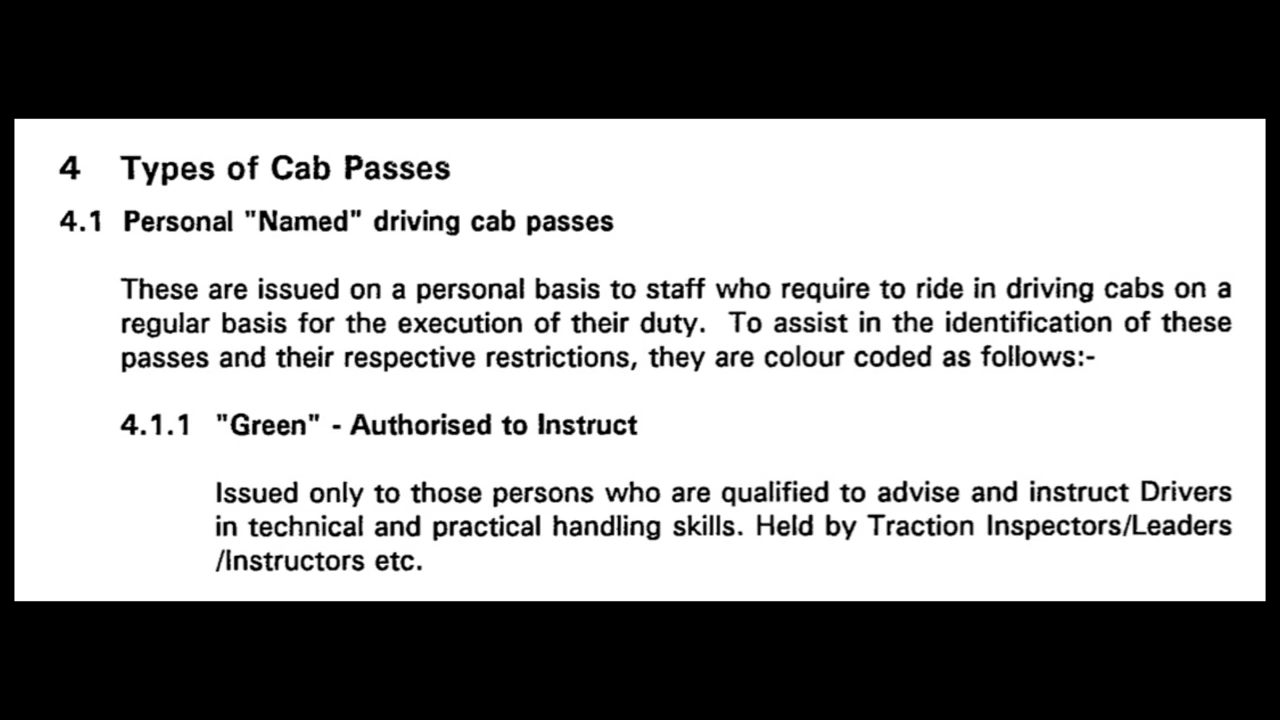 4 Types of Cab Passes
4.1 Personal "Named" driving cab passes
These are issued on a personal basis to staff who require to ride in driving cabs on a
regular basis for the execution of their duty. To assist in the identification of these
passes and their respective restrictions, they are colour coded as follows:-
4.1.1 "Green" - Authorised to Instruct
Issued only to those persons who are qualified to advise and instruct Drivers
in technical and practical handling skills. Held by Traction Inspectors/Leaders
/Instructors etc.